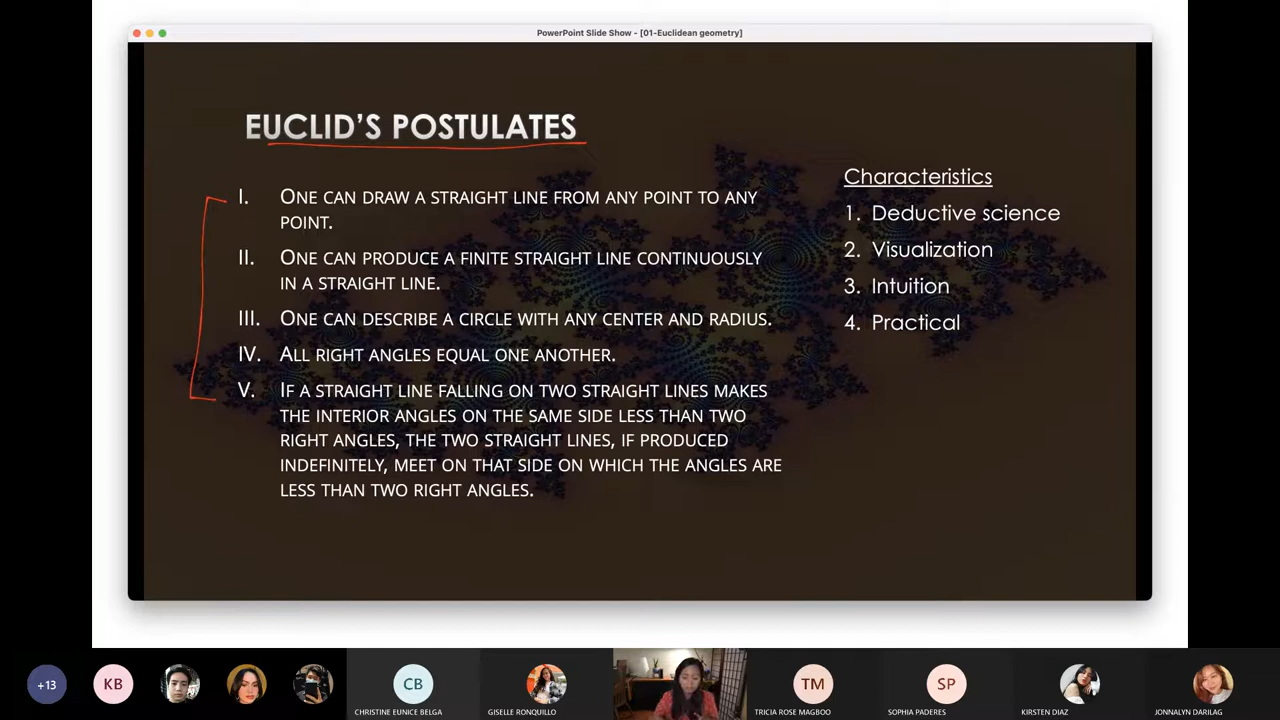 PowerPoint Slide Show - [01-Euclidean geometry]
EUCLID'S POSTULATES
I. ONE CAN DRAW A STRAIGHT LINE FROM ANY POINT TO ANY
POINT.
II. ONE CAN PRODUCE A FINITE STRAIGHT LINE CONTINUOUSLY
IN A STRAIGHT LINE.
III. ONE CAN DESCRIBE A CIRCLE WITH ANY CENTER AND RADIUS.
IV. ALL RIGHT ANGLES EQUAL ONE ANOTHER.
V. IF A STRAIGHT LINE FALLING ON TWO STRAIGHT LINES MAKES
THE INTERIOR ANGLES ON THE SAME SIDE LESS THAN TWO
RIGHT ANGLES, THE TWO STRAIGHT LINES, IF PRODUCED
INDEFINITELY, MEET ON THAT SIDE ON WHICH THE ANGLES ARE
LESS THAN TWO RIGHT ANGLES.
Characteristics
1. Deductive science
2. Visualization
3. Intuition
4. Practical
+13
KB
CB
CHRISTINE EUNICE BELGA
GISELLE RONQUILLO
TM
TRICIA ROSE MAGBOO
SP
SOPHIA PADERES
KIRSTEN DIAZ
JONNALYN DARILAG